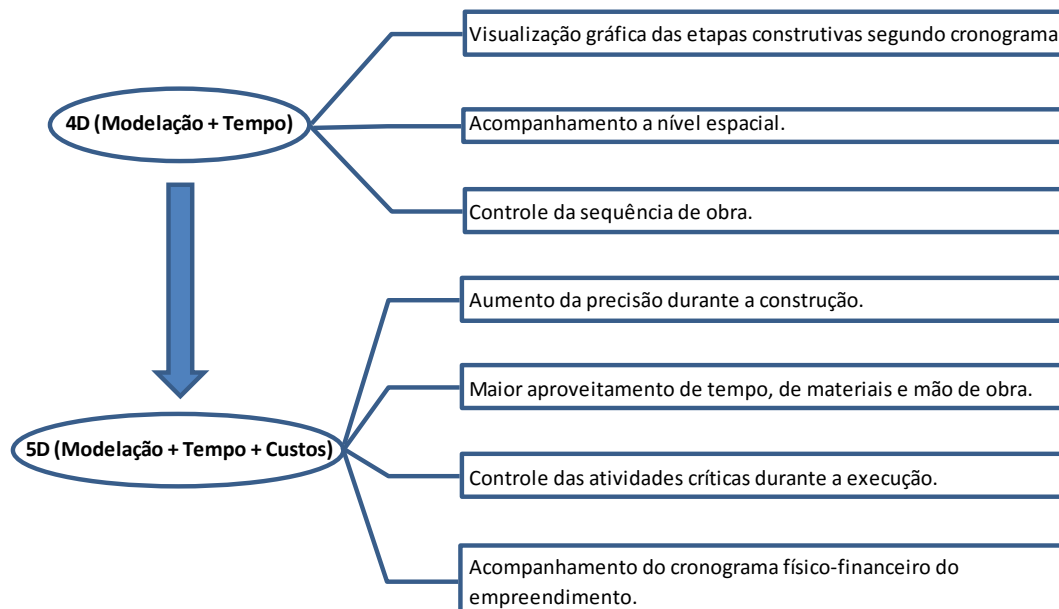 Visualização gráfica das etapas construtivas segundo cronograma
4D (Modelação + Tempo)
Acompanhamento a nível espacial.
Controle da sequência de obra.
Aumento da precisão durante a construção.
Maior aproveitamento de tempo, de materiais e mão de obra.
5D (Modelação + Tempo + Custos)
Controle das atividades críticas durante a execução.
Acompanhamento do cronograma físico-financeiro do
empreendimento.